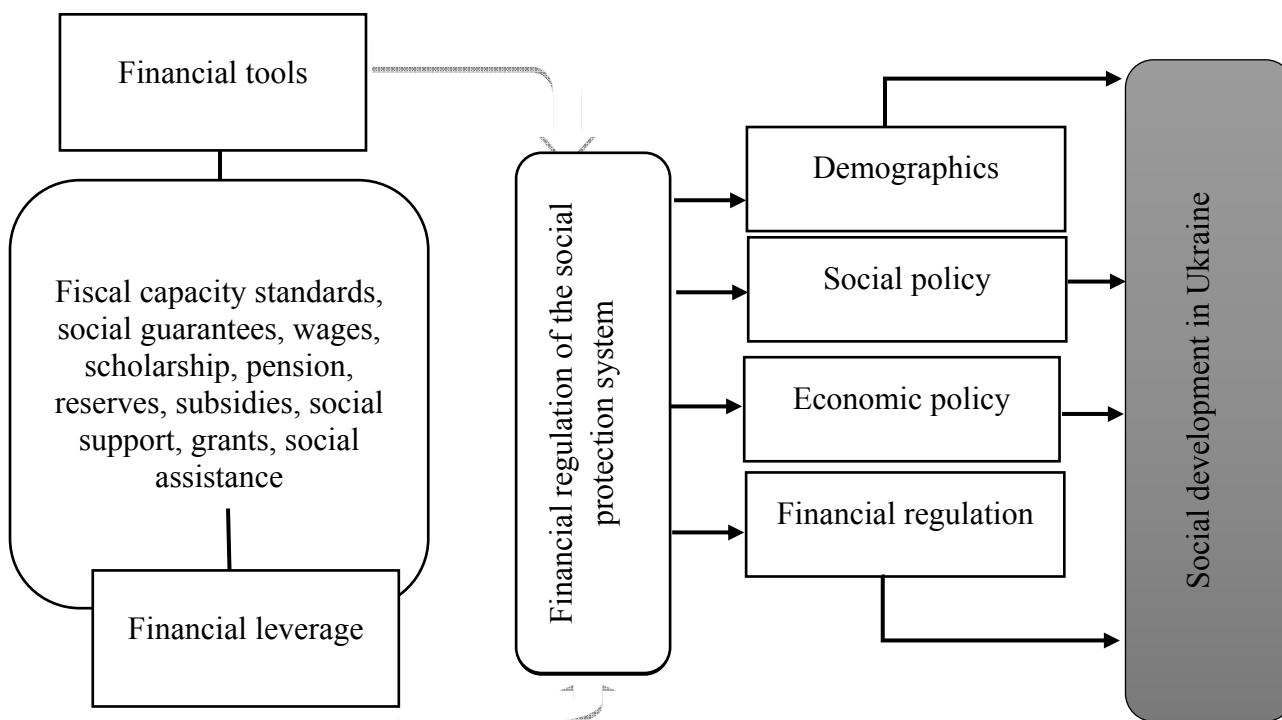 Financial tools
Fiscal capacity standards,
social guarantees, wages,
scholarship, pension,
reserves, subsidies, social
support, grants, social
assistance
Financial leverage
Financial regulation of the social
protection system
Demographics
Social policy
Economic policy
Financial regulation
Social development in Ukraine